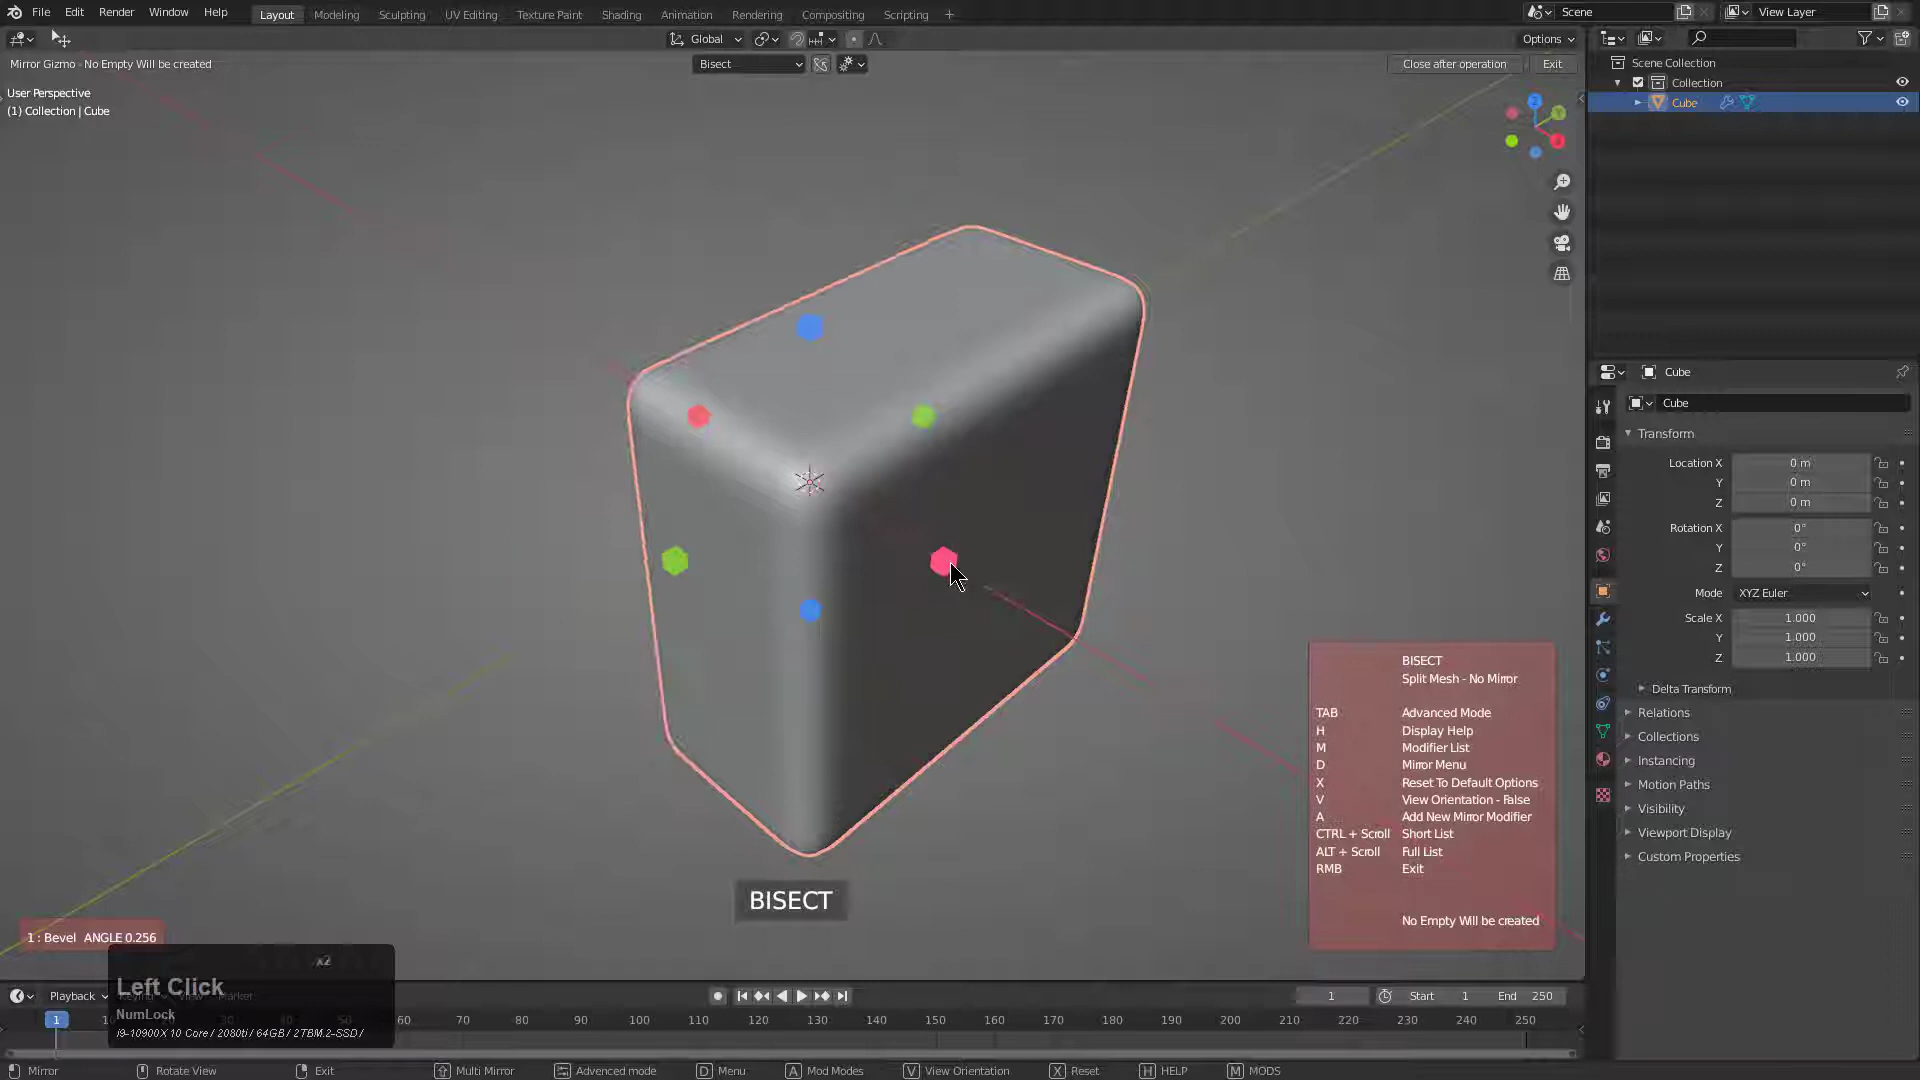 File Edit Render Window Help
Layout Modeling Sculpting UV Editing Texture Paint Shading Animation Rendering Compositing Scripting +
Scene
View Layer
Global
Options
Mirror Gizmo - No Empty Will be created
Bisect
Close after operation
Exit
User Perspective
(1) Collection | Cube
Scene Collection
Collection
Cube
Z
Y
Cube
Cube
Transform
Location X 0 m
Y 0 m
Z 0 m
Rotation X 0°
Y 0°
Z 0°
Mode XYZ Euler
Scale X 1.000
Y 1.000
Z 1.000
Delta Transform
Relations
Collections
Instancing
Motion Paths
Visibility
Viewport Display
Custom Properties
BISECT
Split Mesh - No Mirror
TAB Advanced Mode
H Display Help
M Modifier List
D Mirror Menu
X Reset To Default Options
V View Orientation - False
A Add New Mirror Modifier
CTRL + Scroll Short List
ALT + Scroll Full List
RMB Exit
No Empty Will be created
BISECT
1 : Bevel ANGLE 0.256
x2
Left Click
NumLock
i9-10900X 10 Core / 2080ti / 64GB / 2TBM.2-SSD /
Playback Keying View Marker
1 Start 1 End 250
1 50 60 70 80 90 100 110 120 130 140 150 160 170 180 190 200 210 220 230 240 250
Mirror Rotate View Exit Multi Mirror Advanced mode D Menu A Mod Modes V View Orientation X Reset H HELP M MODS